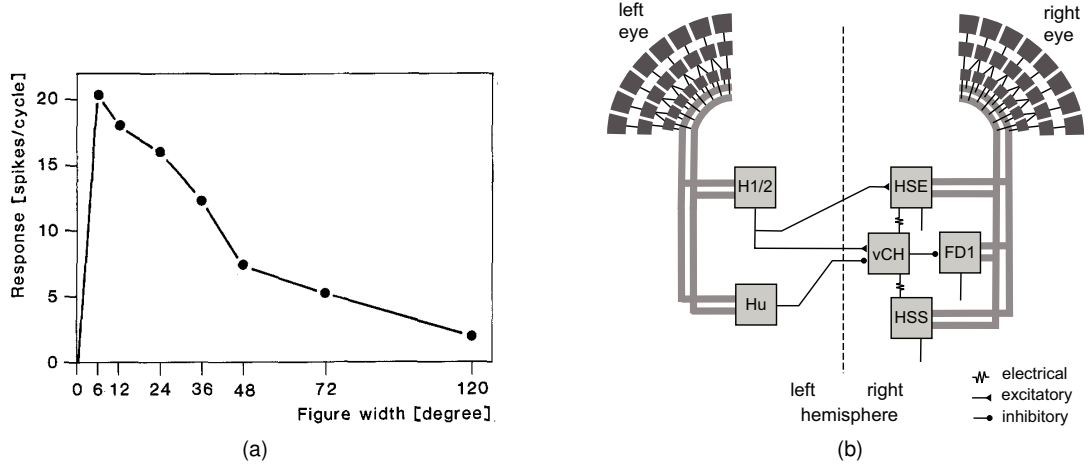 Response [spikes/cycle]
20
15
10
5
0
0 6 12 24 36 48 72 120
Figure width [degree]
(a)
left
eye
right
eye
H1/2
HSE
vCH
FD1
Hu
HSS
left right
hemisphere
electrical
excitatory
inhibitory
(b)